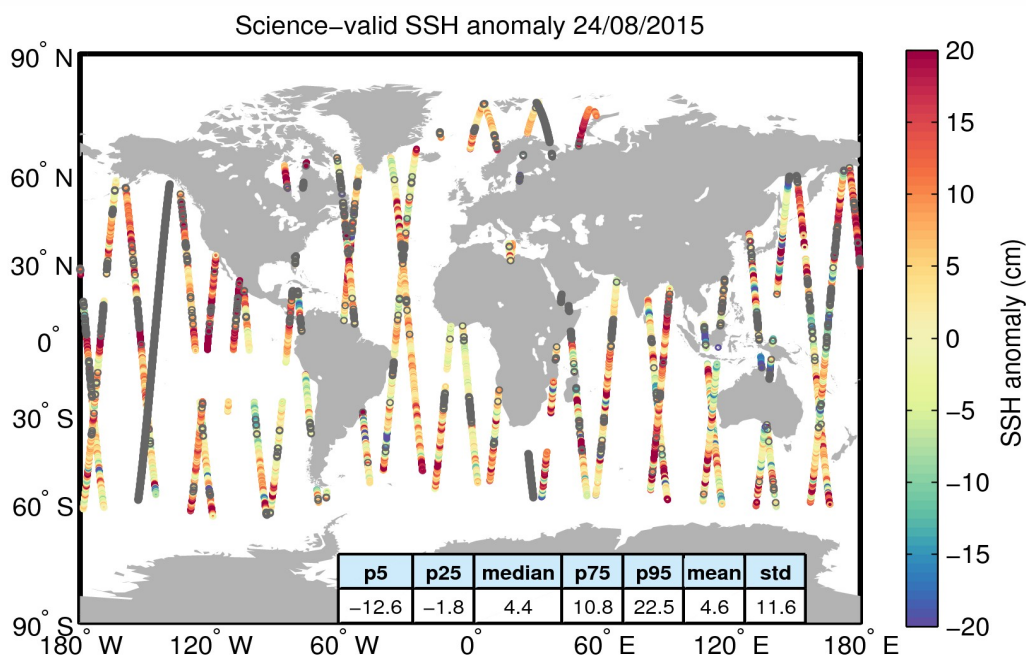 Science−valid SSH anomaly 24/08/2015
90° N
60° N
30° N
0°
30° S
60° S
90° S
180° W
120° W
60° W
0°
60° E
120° E
180° E
p5 p25 median p75 p95 mean std
−12.6 −1.8 4.4 10.8 22.5 4.6 11.6
20
15
10
5
0
−5
−10
−15
−20
SSH anomaly (cm)